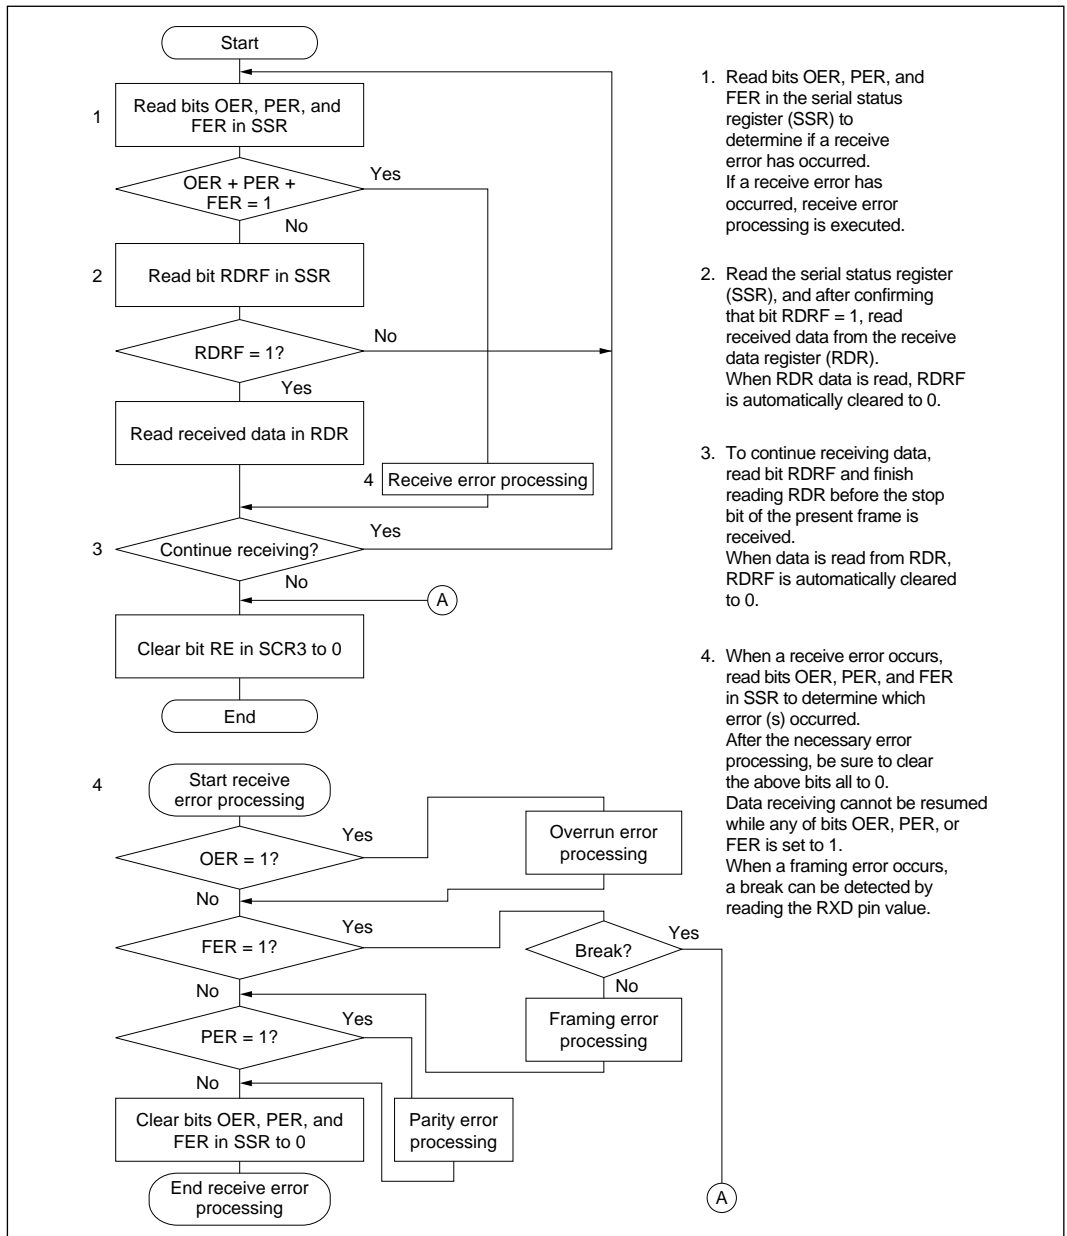 Start
1
Read bits OER, PER, and
FER in SSR
OER + PER +
FER = 1
Yes
No
2
Read bit RDRF in SSR
RDRF = 1?
No
Yes
Read received data in RDR
4
Receive error processing
3
Continue receiving?
Yes
No
A
Clear bit RE in SCR3 to 0
End
4
Start receive
error processing
OER = 1?
Yes
Overrun error
processing
No
FER = 1?
Yes
Break?
Yes
No
No
Framing error
processing
PER = 1?
Yes
No
Clear bits OER, PER, and
FER in SSR to 0
Parity error
processing
End receive error
processing
A
1. Read bits OER, PER, and
FER in the serial status
register (SSR) to
determine if a receive
error has occurred.
If a receive error has
occurred, receive error
processing is executed.
2. Read the serial status register
(SSR), and after confirming
that bit RDRF = 1, read
received data from the receive
data register (RDR).
When RDR data is read, RDRF
is automatically cleared to 0.
3. To continue receiving data,
read bit RDRF and finish
reading RDR before the stop
bit of the present frame is
received.
When data is read from RDR,
RDRF is automatically cleared
to 0.
4. When a receive error occurs,
read bits OER, PER, and FER
in SSR to determine which
error (s) occurred.
After the necessary error
processing, be sure to clear
the above bits all to 0.
Data receiving cannot be resumed
while any of bits OER, PER, or
FER is set to 1.
When a framing error occurs,
a break can be detected by
reading the RXD pin value.